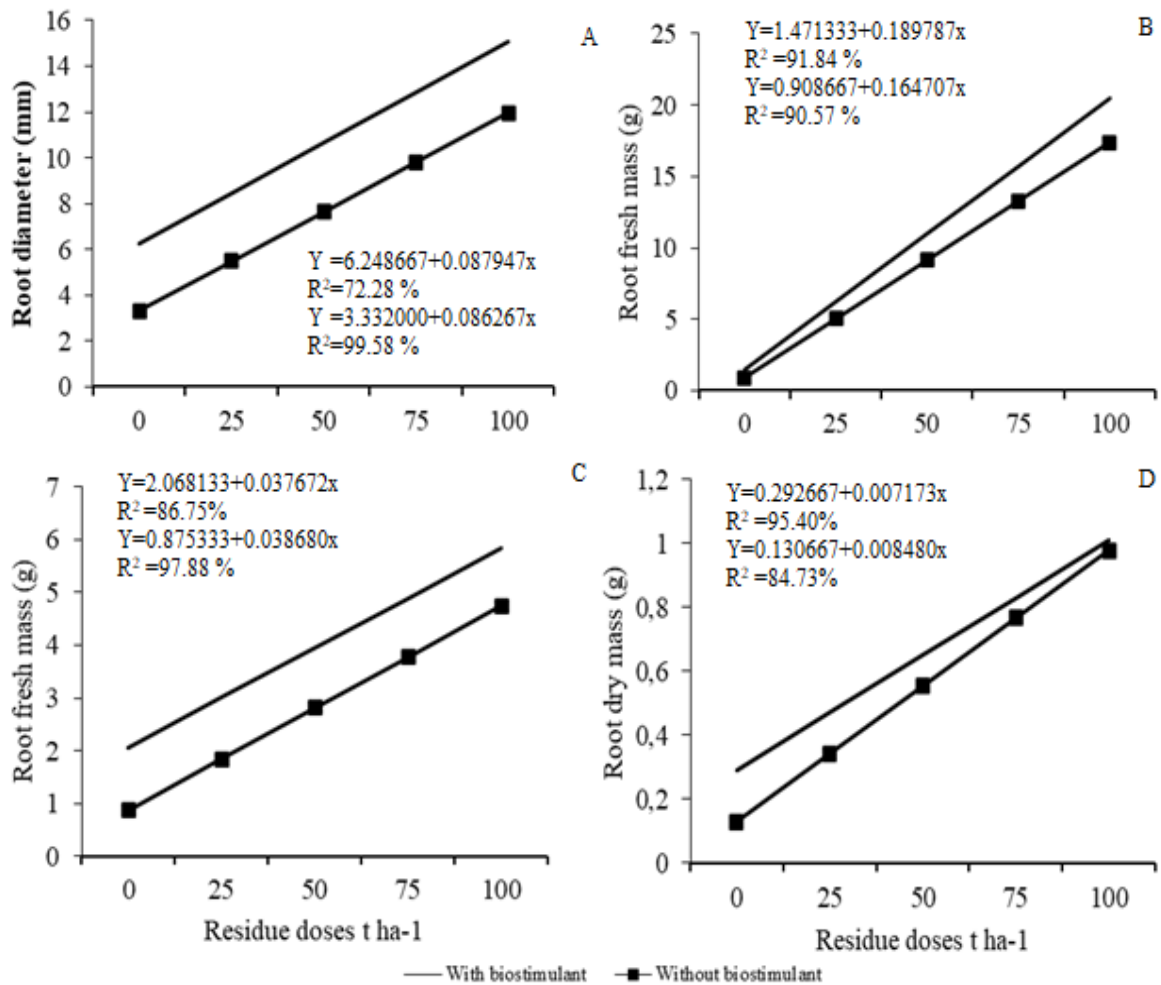 A
Root diameter (mm)
16
14
12
10
8
6
4
2
0
Y =6.248667+0.087947x
R²=72.28 %
Y =3.332000+0.086267x
R²=99.58 %
0 25 50 75 100
B
Root fresh mass (g)
25
20
15
10
5
0
Y=1.471333+0.189787x
R² =91.84 %
Y=0.908667+0.164707x
R² =90.57 %
0 25 50 75 100
C
Root fresh mass (g)
7
6
5
4
3
2
1
0
Y=2.068133+0.037672x
R² =86.75%
Y=0.875333+0.038680x
R² =97.88 %
0 25 50 75 100
Residue doses t ha-1
D
Root dry mass (g)
1,2
1
0,8
0,6
0,4
0,2
0
Y=0.292667+0.007173x
R² =95.40%
Y=0.130667+0.008480x
R² =84.73%
0 25 50 75 100
Residue doses t ha-1
With biostimulant Without biostimulant